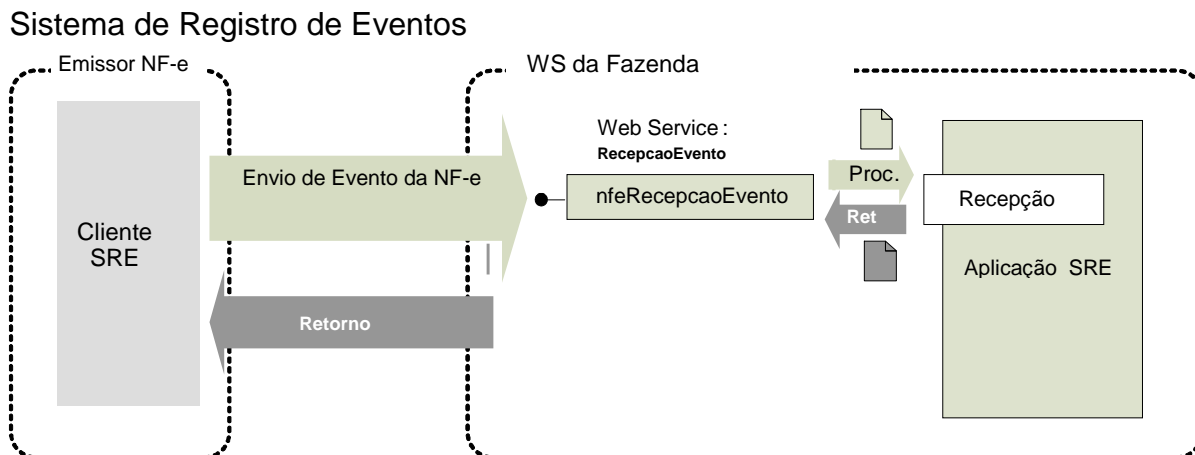 Sistema de Registro de Eventos
Emissor NF-e
WS da Fazenda
Web Service :
RecepcaoEvento
Envio de Evento da NF-e
nfeRecepcaoEvento
Proc.
Ret
Recepção
Cliente
SRE
Aplicação SRE
Retorno